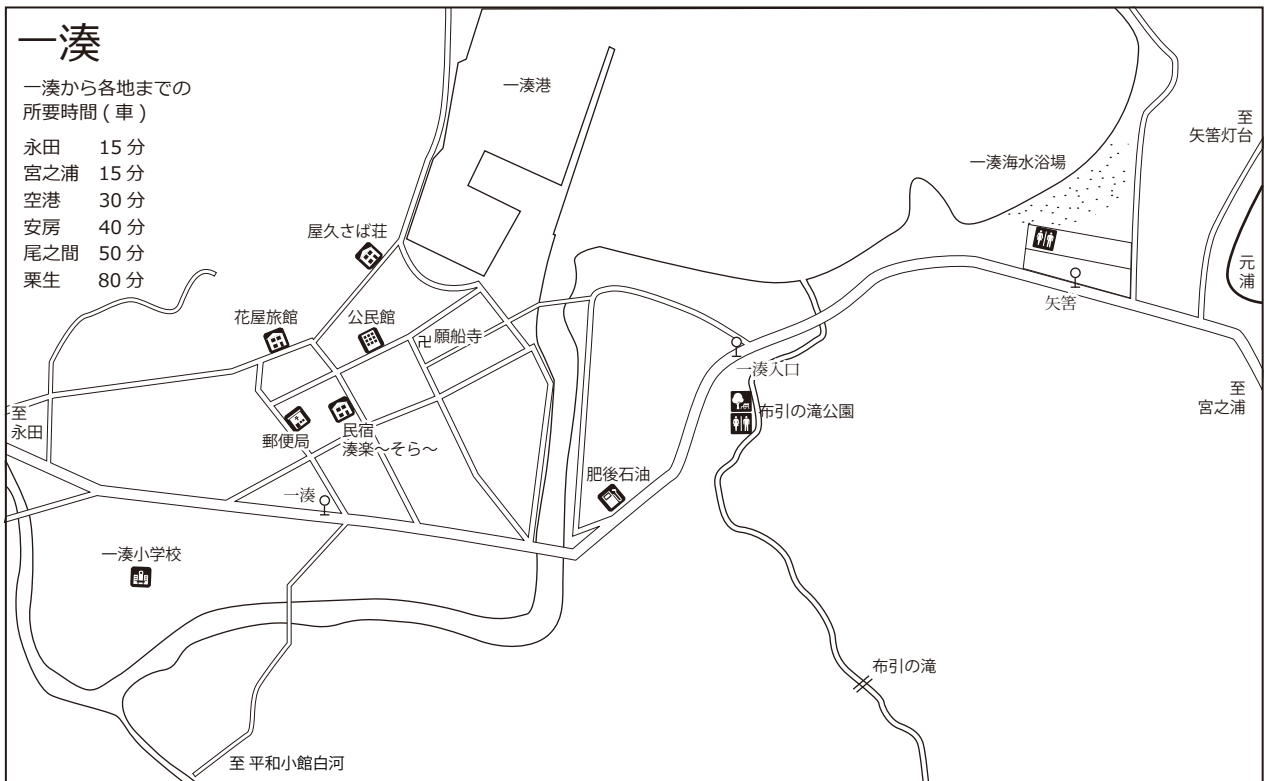 一湊
一湊から各地までの
所要時間 ( 車 )
永田 15 分
宮之浦 15 分
空港 30 分
安房 40 分
尾之間 50 分
栗生 80 分
一湊港
至
矢筈灯台
一湊海水浴場
屋久さば荘
元
浦
矢筈
花屋旅館
公民館
卍願船寺
一湊入口
至
宮之浦
至
永田
布引の滝公園
郵便局
民宿
湊楽～そら～
肥後石油
一湊
一湊小学校
布引の滝
至 平和小館白河